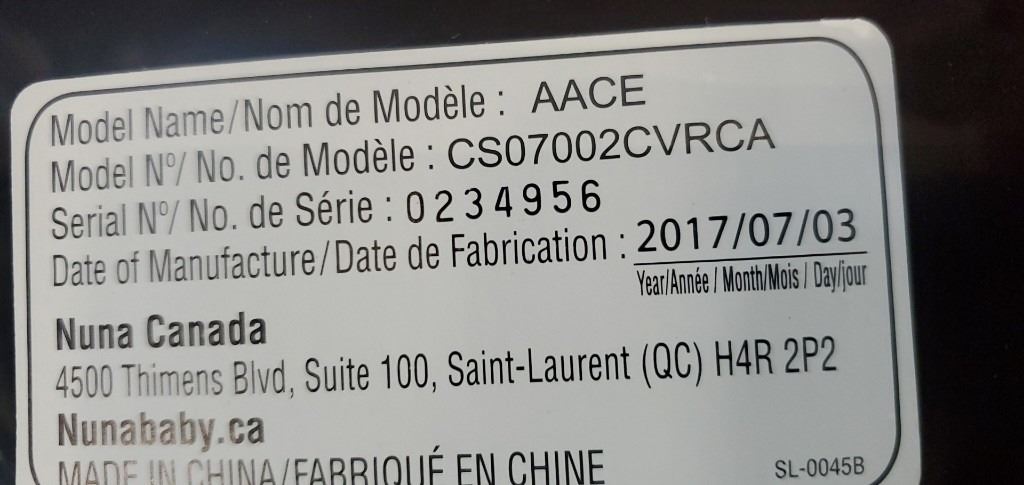 Model Name/Nom de Modèle : AACE
Model Nº/ No. de Modèle : CS07002CVRCA
Serial Nº/ No. de Série : 0234956
Date of Manufacture/Date de Fabrication : 2017/07/03
Year/Année / Month/Mois / Day/jour
Nuna Canada
4500 Thimens Blvd, Suite 100, Saint-Laurent (QC) H4R 2P2
Nunababy.ca
MADE IN CHINA/FABRIQUÉ EN CHINE
SL-0045B